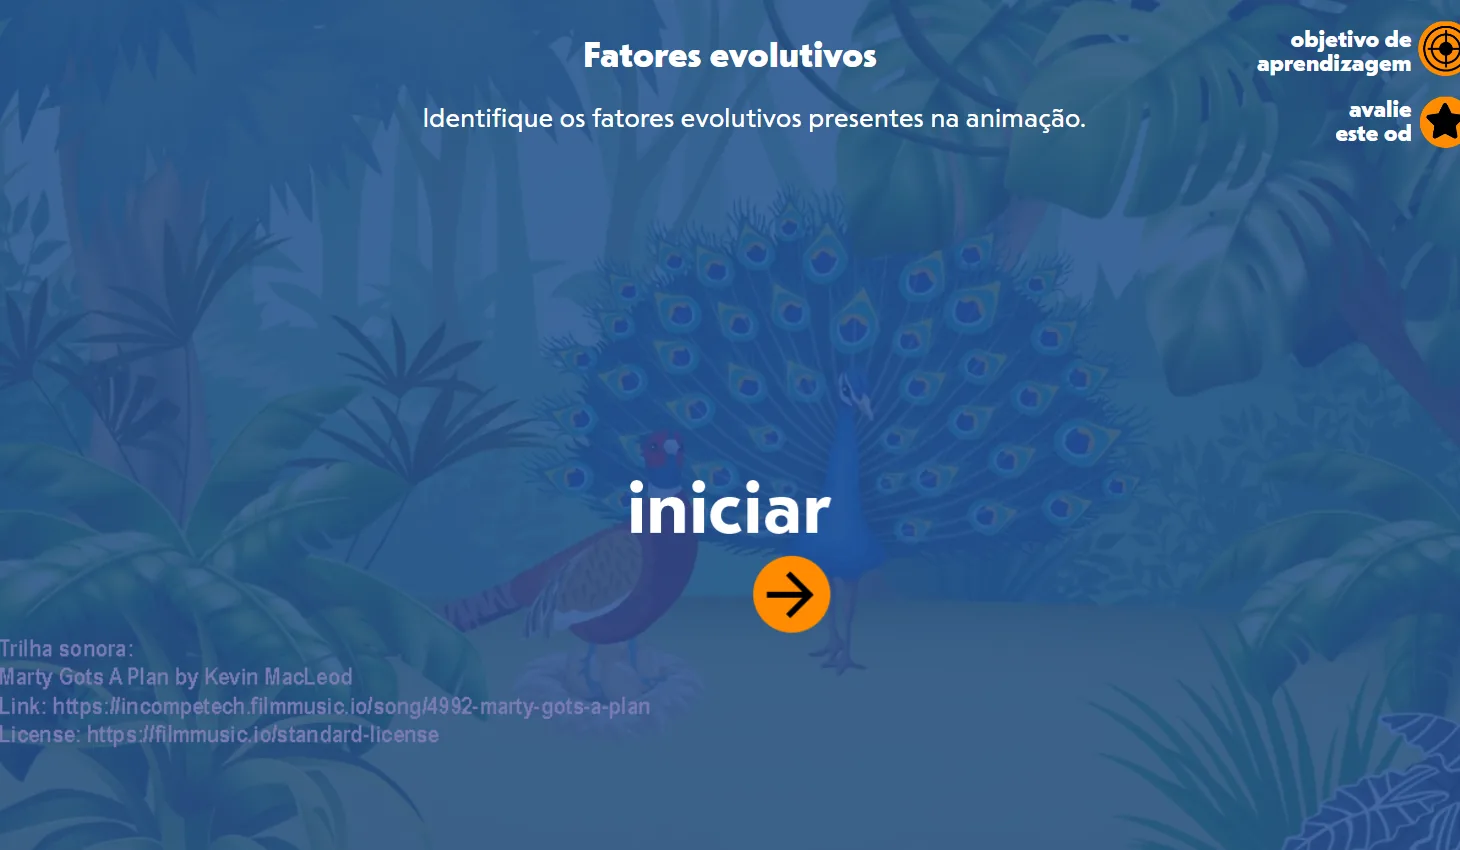 Fatores evolutivos
Identifique os fatores evolutivos presentes na animação.
objetivo de
aprendizagem
avalie
este od
iniciar
Trilha sonora:
Marty Gots A Plan by Kevin MacLeod
Link: https://incompetech.filmmusic.io/song/4992-marty-gots-a-plan
License: https://filmmusic.io/standard-license